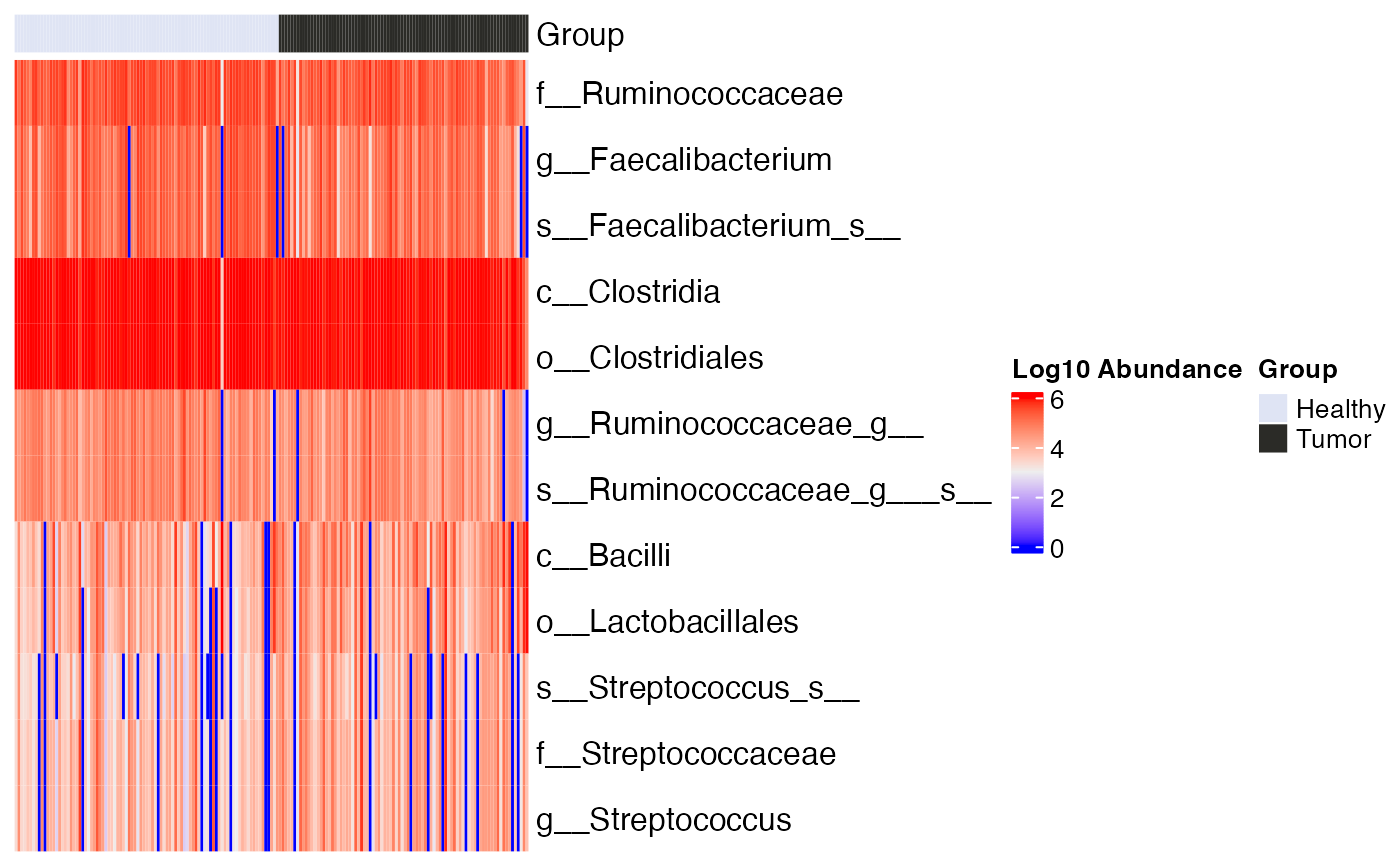 Group
f__Ruminococcaceae
g__Faecalibacterium
s__Faecalibacterium_s__
c__Clostridia
o__Clostridiales
g__Ruminococcaceae_g__
s__Ruminococcaceae_g___s__
c__Bacilli
o__Lactobacillales
s__Streptococcus_s__
f__Streptococcaceae
g__Streptococcus
Log10 Abundance
6
4
2
0
Group
Healthy
Tumor